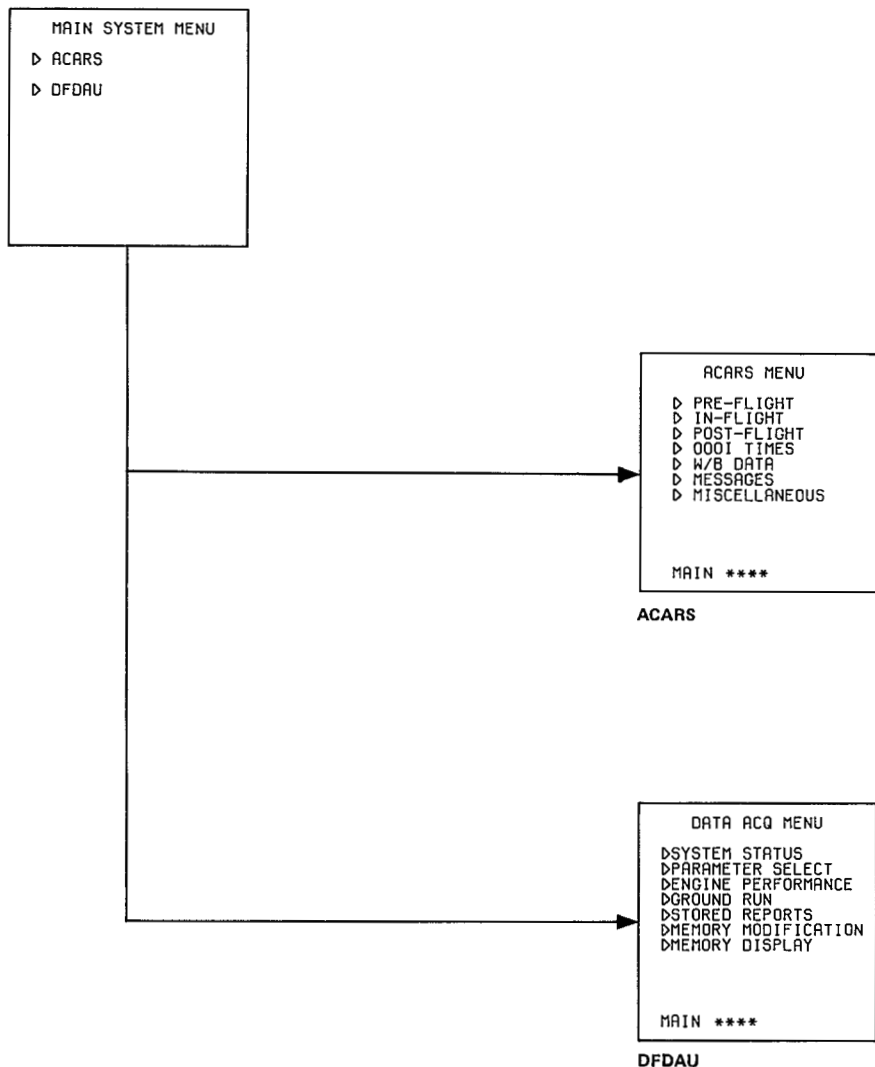 MAIN SYSTEM MENU
▷ ACARS
▷ DFDAU
ACARS MENU
▷ PRE-FLIGHT
▷ IN-FLIGHT
▷ POST-FLIGHT
▷ OOOI TIMES
▷ W/B DATA
▷ MESSAGES
▷ MISCELLANEOUS
MAIN ****
ACARS
DATA ACQ MENU
▷SYSTEM STATUS
▷PARAMETER SELECT
▷ENGINE PERFORMANCE
▷GROUND RUN
▷STORED REPORTS
▷MEMORY MODIFICATION
▷MEMORY DISPLAY
MAIN ****
DFDAU